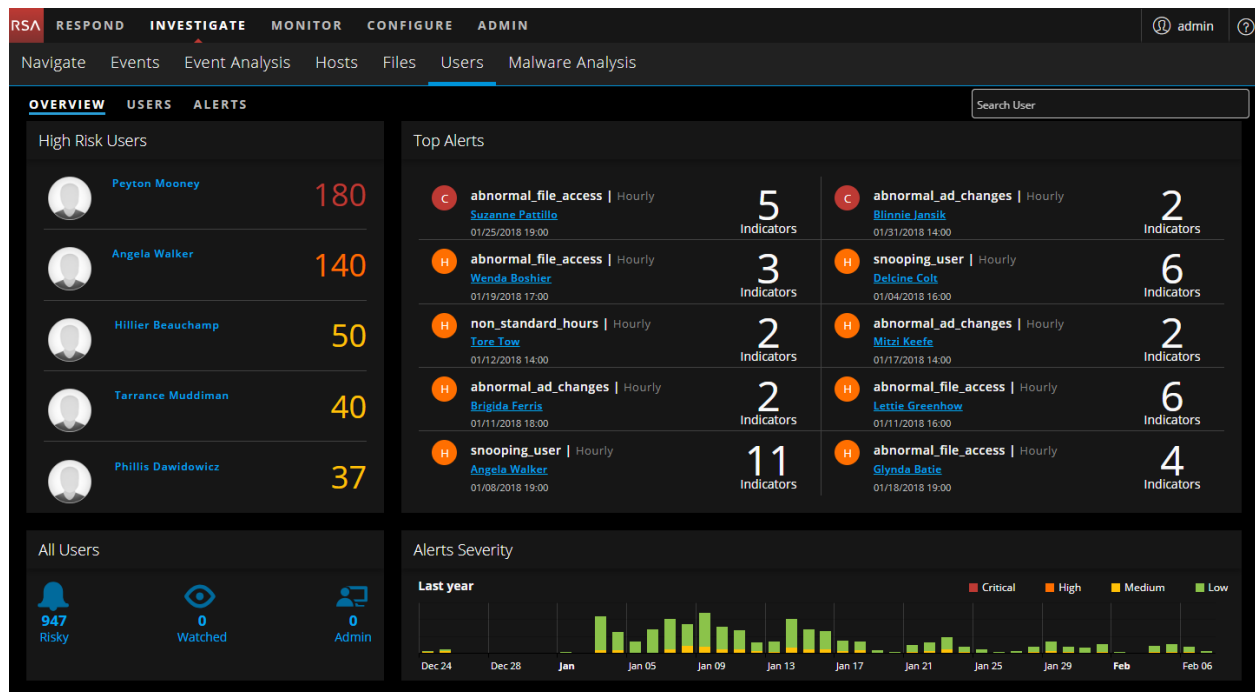 RSA RESPOND INVESTIGATE MONITOR CONFIGURE ADMIN admin ?
Navigate Events Event Analysis Hosts Files Users Malware Analysis
OVERVIEW USERS ALERTS Search User
High Risk Users
Peyton Mooney 180
Angela Walker 140
Hillier Beauchamp 50
Tarrance Muddiman 40
Phillis Dawidowicz 37
Top Alerts
C abnormal_file_access | Hourly
Suzanne Pattillo
01/25/2018 19:00
5
Indicators
C abnormal_ad_changes | Hourly
Blinnie Jansik
01/31/2018 14:00
2
Indicators
H abnormal_file_access | Hourly
Wenda Boshier
01/19/2018 17:00
3
Indicators
H snooping_user | Hourly
Delcine Colt
01/04/2018 16:00
6
Indicators
H non_standard_hours | Hourly
Tore Tow
01/12/2018 14:00
2
Indicators
H abnormal_ad_changes | Hourly
Mitzi Keefe
01/17/2018 14:00
2
Indicators
H abnormal_ad_changes | Hourly
Brigida Ferris
01/11/2018 18:00
2
Indicators
H abnormal_file_access | Hourly
Lettie Greenhow
01/11/2018 16:00
6
Indicators
H snooping_user | Hourly
Angela Walker
01/08/2018 19:00
11
Indicators
H abnormal_file_access | Hourly
Glynda Batie
01/18/2018 19:00
4
Indicators
All Users
947 0 0
Risky Watched Admin
Alerts Severity
Last year Critical High Medium Low
Dec 24 Dec 28 Jan Jan 05 Jan 09 Jan 13 Jan 17 Jan 21 Jan 25 Jan 29 Feb Feb 06